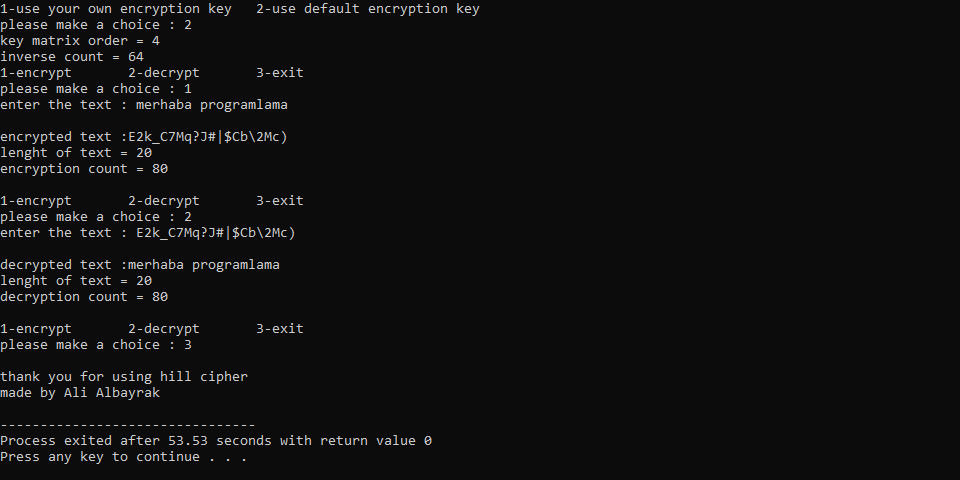 1-use your own encryption key   2-use default encryption key
please make a choice : 2
key matrix order = 4
inverse count = 64
1-encrypt       2-decrypt       3-exit
please make a choice : 1
enter the text : merhaba programlama
encrypted text :E2k_C7Mq?J#|$Cb\2Mc)
lenght of text = 20
encryption count = 80
1-encrypt       2-decrypt       3-exit
please make a choice : 2
enter the text : E2k_C7Mq?J#|$Cb\2Mc)
decrypted text :merhaba programlama
lenght of text = 20
decryption count = 80
1-encrypt       2-decrypt       3-exit
please make a choice : 3
thank you for using hill cipher
made by Ali Albayrak
--------------------------------
Process exited after 53.53 seconds with return value 0
Press any key to continue . . .